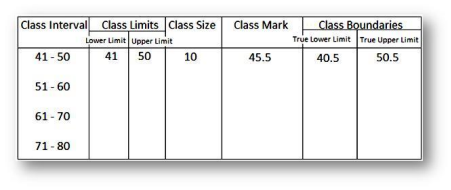 Class Interval Class Limits Class Size Class Mark Class Boundaries
Lower Limit Upper Limit True Lower Limit True Upper Limit
41 - 50 41 50 10 45.5 40.5 50.5
51 - 60
61 - 70
71 - 80